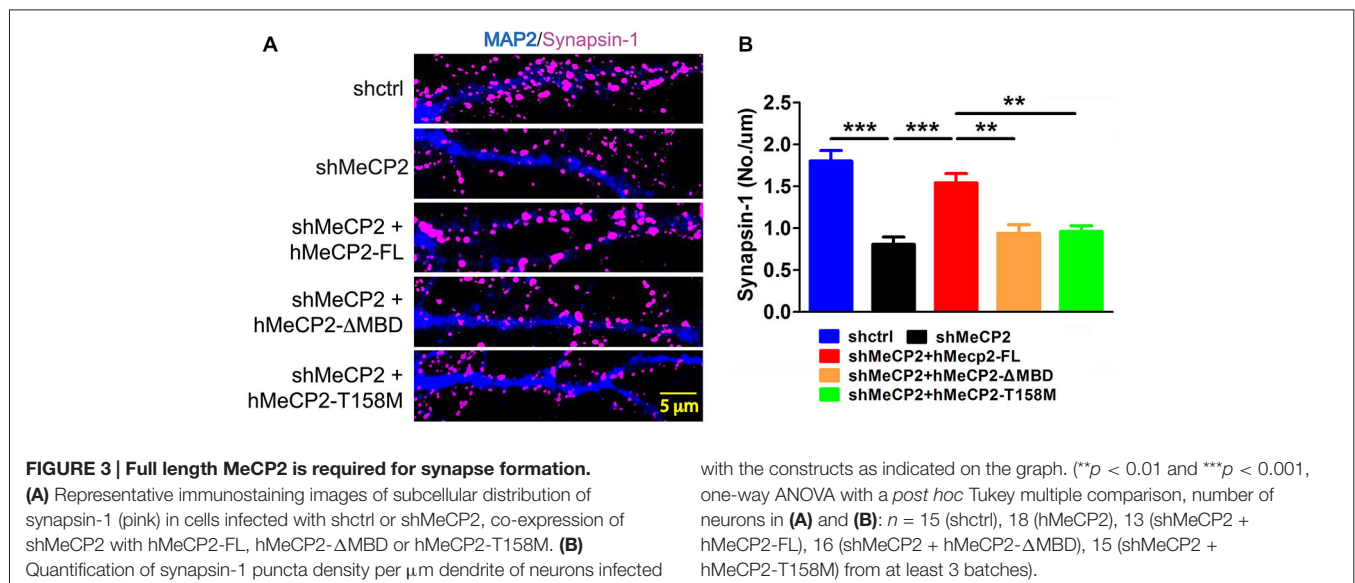 A
MAP2/Synapsin-1
shctrl
shMeCP2
shMeCP2 +
hMeCP2-FL
shMeCP2 +
hMeCP2-ΔMBD
shMeCP2 +
hMeCP2-T158M
5 μm
B
Synapsin-1 (No./um)
2.5
2.0
1.5
1.0
0.5
0.0
**
*** *** **
shctrl shMeCP2
shMeCP2+hMecp2-FL
shMeCP2+hMeCP2-ΔMBD
shMeCP2+hMeCP2-T158M
FIGURE 3 | Full length MeCP2 is required for synapse formation.
(A) Representative immunostaining images of subcellular distribution of
synapsin-1 (pink) in cells infected with shctrl or shMeCP2, co-expression of
shMeCP2 with hMeCP2-FL, hMeCP2-ΔMBD or hMeCP2-T158M. (B)
Quantification of synapsin-1 puncta density per μm dendrite of neurons infected
with the constructs as indicated on the graph. (**p < 0.01 and ***p < 0.001,
one-way ANOVA with a post hoc Tukey multiple comparison, number of
neurons in (A) and (B): n = 15 (shctrl), 18 (hMeCP2), 13 (shMeCP2 +
hMeCP2-FL), 16 (shMeCP2 + hMeCP2-ΔMBD), 15 (shMeCP2 +
hMeCP2-T158M) from at least 3 batches).